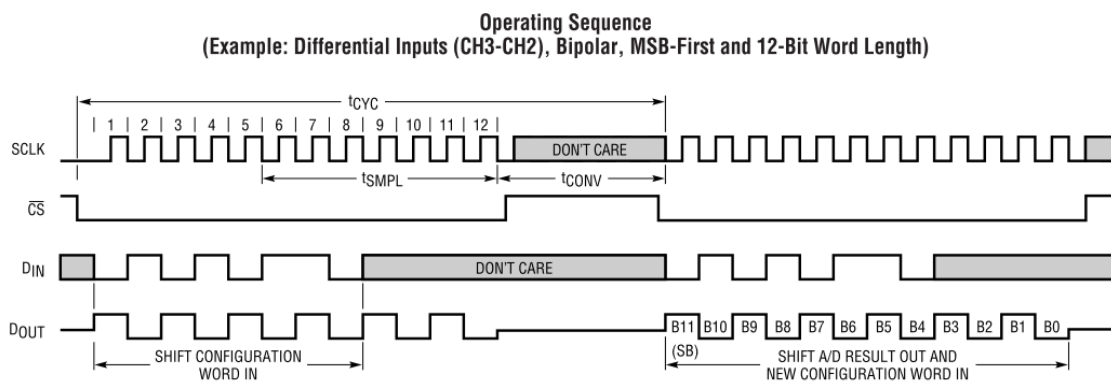 Operating Sequence
(Example: Differential Inputs (CH3-CH2), Bipolar, MSB-First and 12-Bit Word Length)
tCYC
1 2 3 4 5 6 7 8 9 10 11 12
SCLK
DON'T CARE
tSMPL
tCONV
CS
DIN
DON'T CARE
DOUT
B11 B10 B9 B8 B7 B6 B5 B4 B3 B2 B1 B0
(SB)
SHIFT CONFIGURATION
WORD IN
SHIFT A/D RESULT OUT AND
NEW CONFIGURATION WORD IN